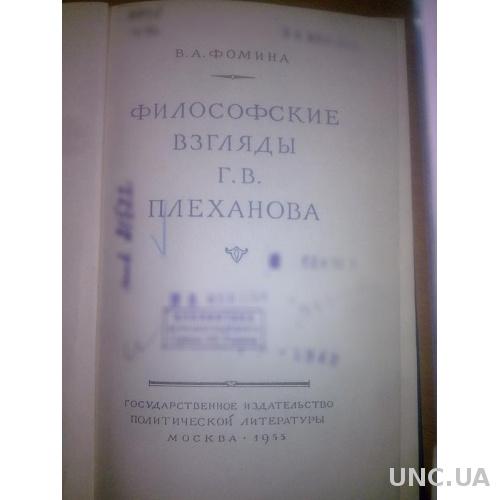 В. А. ФОМИНА
ФИЛОСОФСКИЕ
ВЗГЛЯДЫ
Г. В.
ПЛЕХАНОВА
ГОСУДАРСТВЕННОЕ ИЗДАТЕЛЬСТВО
ПОЛИТИЧЕСКОЙ ЛИТЕРАТУРЫ
МОСКВА · 1955
UNC.UA